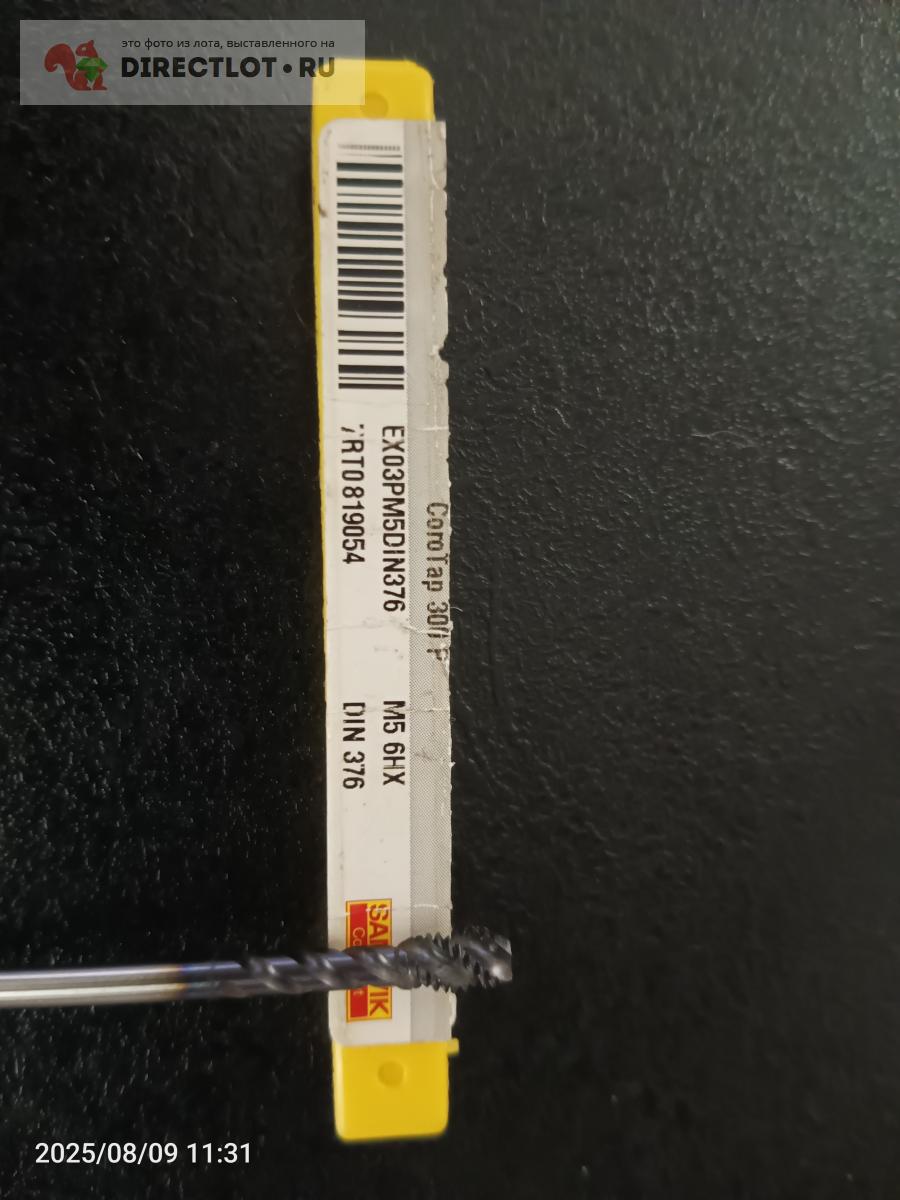 это фото из лота, выставленного на
DIRECTLOT•RU
CoroTap 300 P
EX03PM5DIN376 M5 6HX
7RT0819054 DIN 376
2025/08/09 11:31